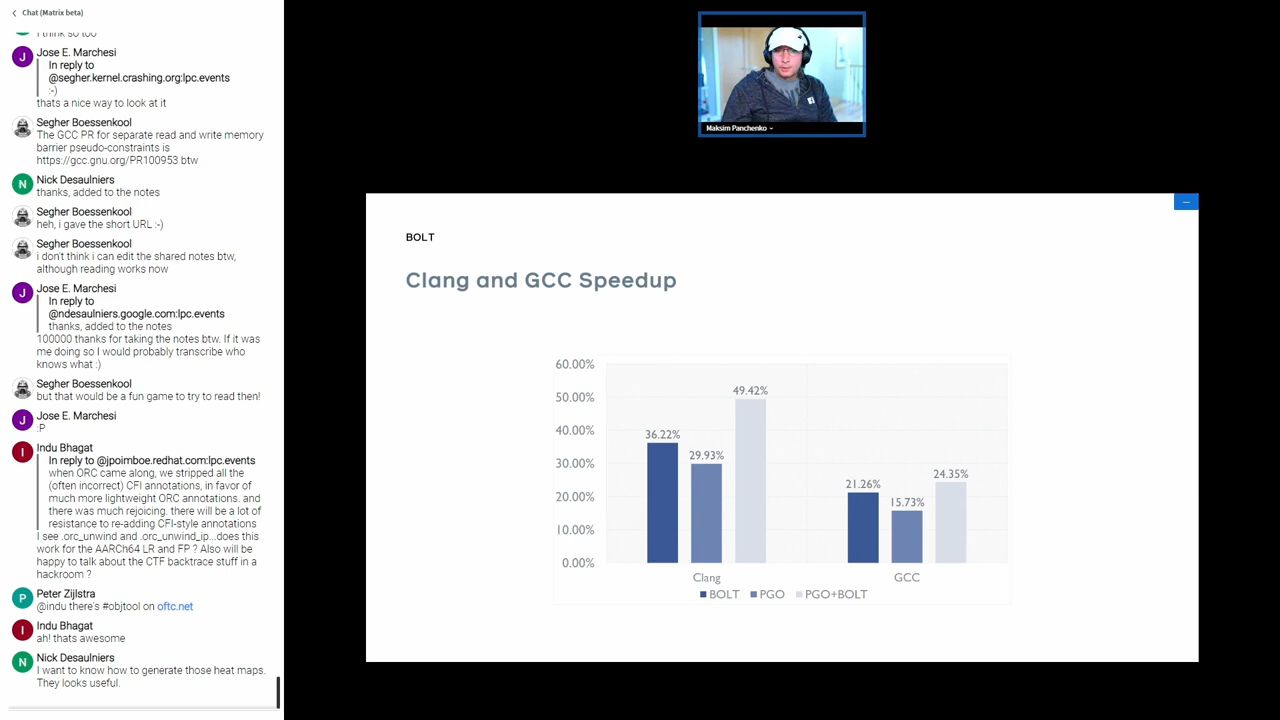 Chat (Matrix beta)
I think so too
J
Jose E. Marchesi
In reply to
@segher.kernel.crashing.org:lpc.events
:-)
thats a nice way to look at it
Segher Boessenkool
The GCC PR for separate read and write memory
barrier pseudo-constraints is
https://gcc.gnu.org/PR100953 btw
N
Nick Desaulniers
thanks, added to the notes
Segher Boessenkool
heh, i gave the short URL :-)
Segher Boessenkool
i don't think i can edit the shared notes btw,
although reading works now
J
Jose E. Marchesi
In reply to
@ndesaulniers.google.com:lpc.events
thanks, added to the notes
100000 thanks for taking the notes btw. If it was
me doing so I would probably transcribe who
knows what :)
Segher Boessenkool
but that would be a fun game to try to read then!
J
Jose E. Marchesi
:P
I
Indu Bhagat
In reply to @jpoimboe.redhat.com:lpc.events
when ORC came along, we stripped all the
(often incorrect) CFI annotations, in favor of
much more lightweight ORC annotations. and
there was much rejoicing. there will be a lot of
resistance to re-adding CFI-style annotations
I see .orc_unwind and .orc_unwind_ip...does this
work for the AARCh64 LR and FP ? Also will be
happy to talk about the CTF backtrace stuff in a
hackroom ?
P
Peter Zijlstra
@indu there's #objtool on oftc.net
I
Indu Bhagat
ah! thats awesome
N
Nick Desaulniers
I want to know how to generate those heat maps.
They looks useful.
Maksim Panchenko
BOLT
Clang and GCC Speedup
60.00%
50.00%
40.00%
30.00%
20.00%
10.00%
0.00%
36.22%
29.93%
49.42%
21.26%
15.73%
24.35%
Clang
GCC
BOLT PGO PGO+BOLT